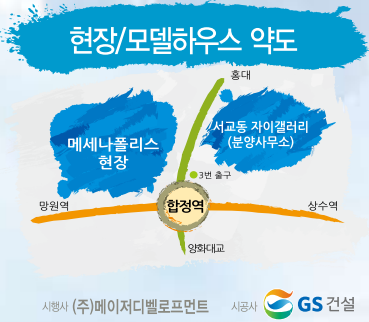 현장/모델하우스 약도
홍대
서교동 자이갤러리
(분양사무소)
메세나폴리스
현장
3번 출구
망원역
합정역
상수역
양화대교
시행사 (주)메이저디벨로프먼트 시공사 GS건설